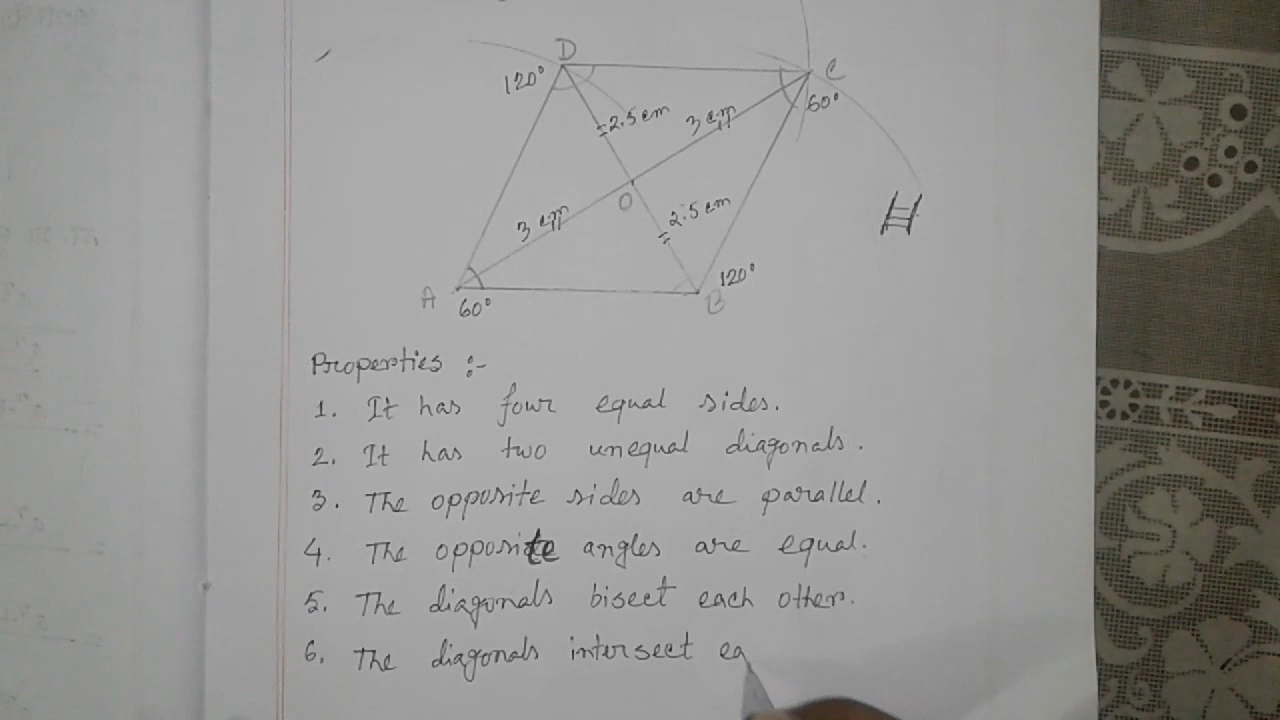 D
120°
C
60°
=2.5 cm
3 cm
O
3 cm
2.5 cm
=
A
60°
120°
B
Properties :-
1. It has four equal sides.
2. It has two unequal diagonals.
3. The opposite sides are parallel.
4. The opposite angles are equal.
5. The diagonals bisect each other.
6. The diagonals intersect ea